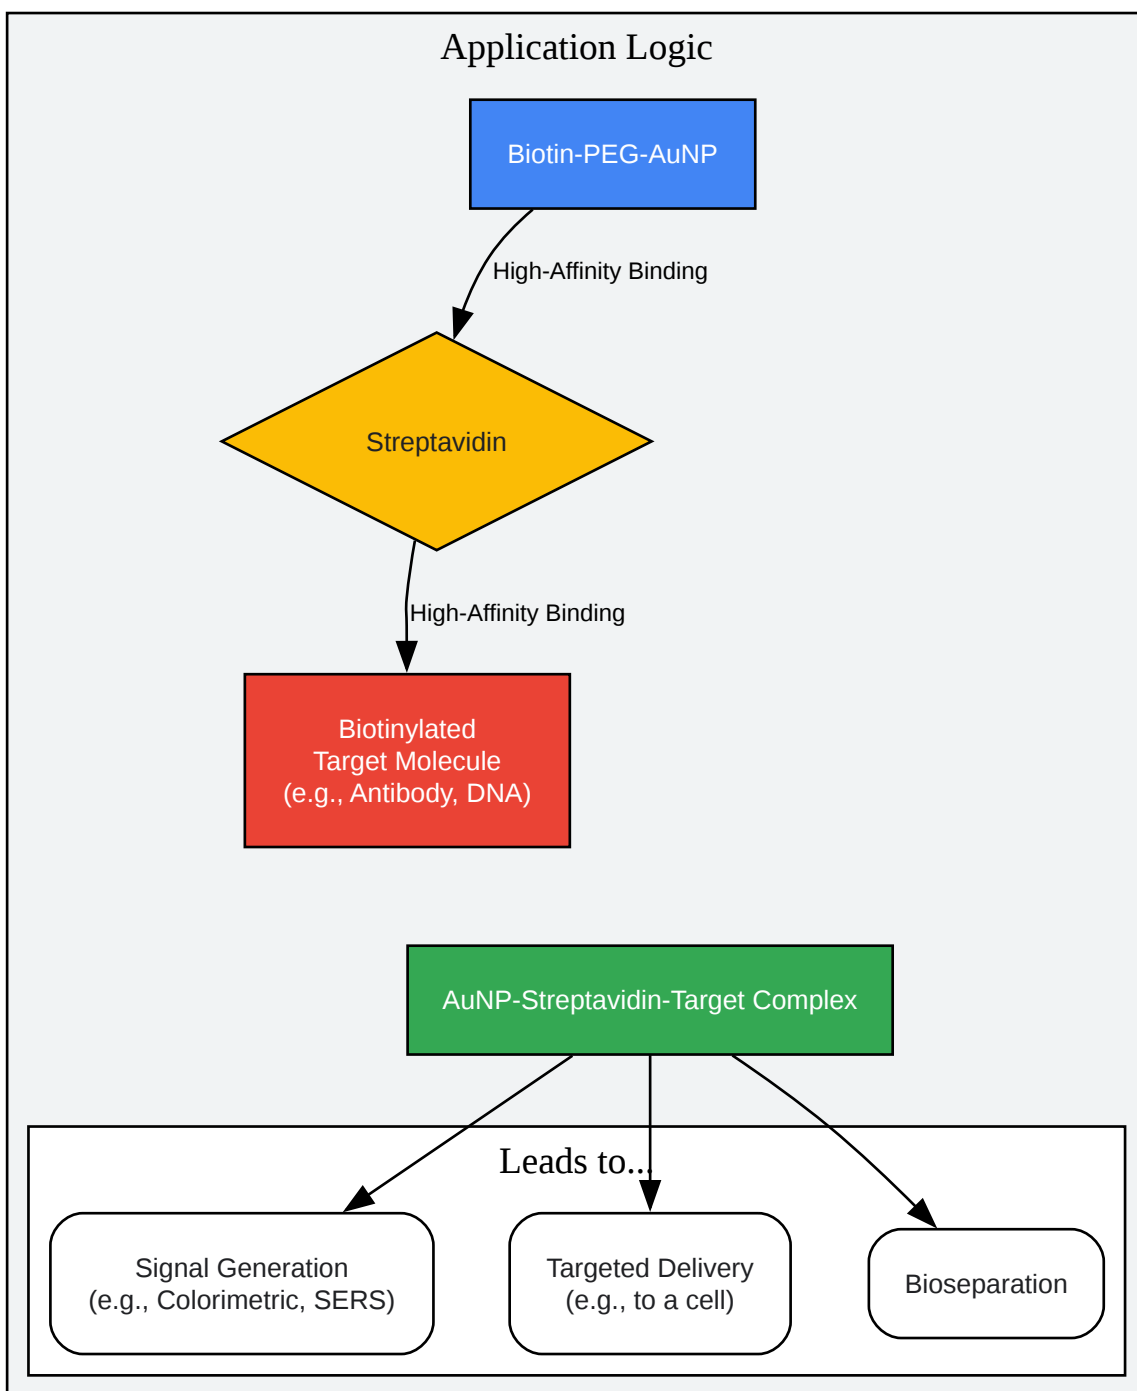 Application Logic
Biotin-PEG-AuNP
High-Affinity Binding
Streptavidin
High-Affinity Binding
Biotinylated
Target Molecule
(e.g., Antibody, DNA)
AuNP-Streptavidin-Target Complex
Leads to...
Signal Generation
(e.g., Colorimetric, SERS)
Targeted Delivery
(e.g., to a cell)
Bioseparation